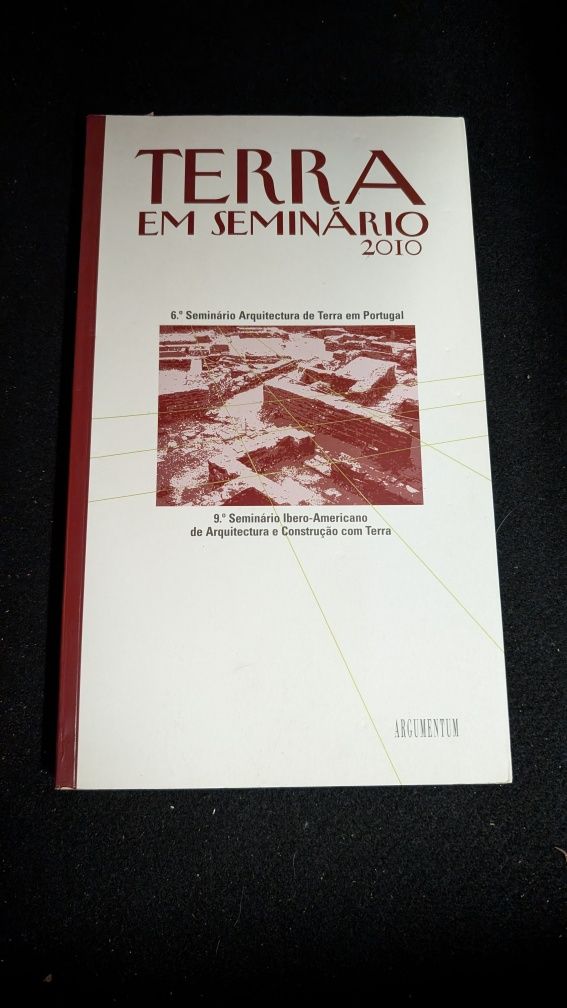 TERRA
EM SEMINÁRIO
2010
6.º Seminário Arquitectura de Terra em Portugal
9.º Seminário Ibero-Americano
de Arquitectura e Construção com Terra
ARGUMENTUM